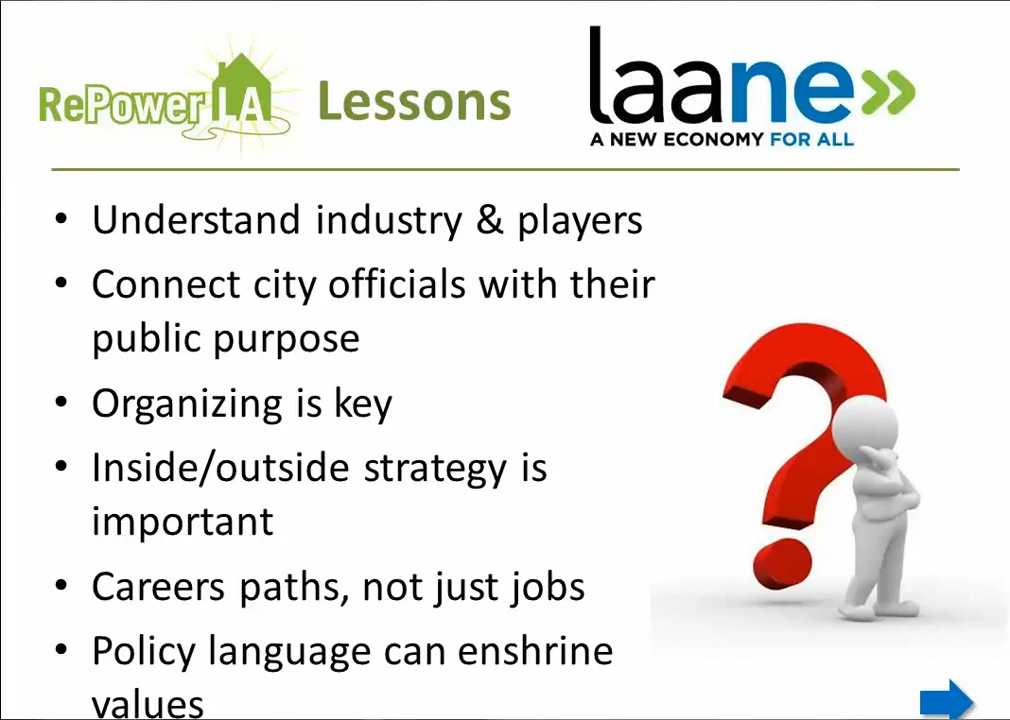 RePower LA Lessons
laane
A NEW ECONOMY FOR ALL
• Understand industry & players
• Connect city officials with their
public purpose
• Organizing is key
• Inside/outside strategy is
important
• Careers paths, not just jobs
• Policy language can enshrine
values